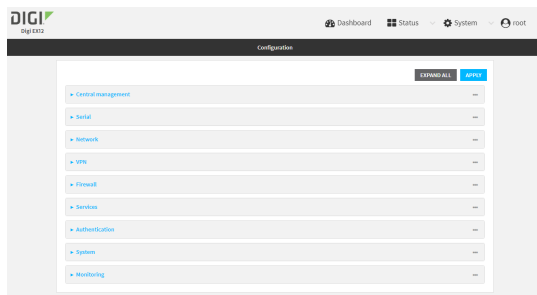 DIGI
Digi EX12
Dashboard Status System root
Configuration
EXPAND ALL APPLY
Central management
Serial
Network
VPN
Firewall
Services
Authentication
System
Monitoring